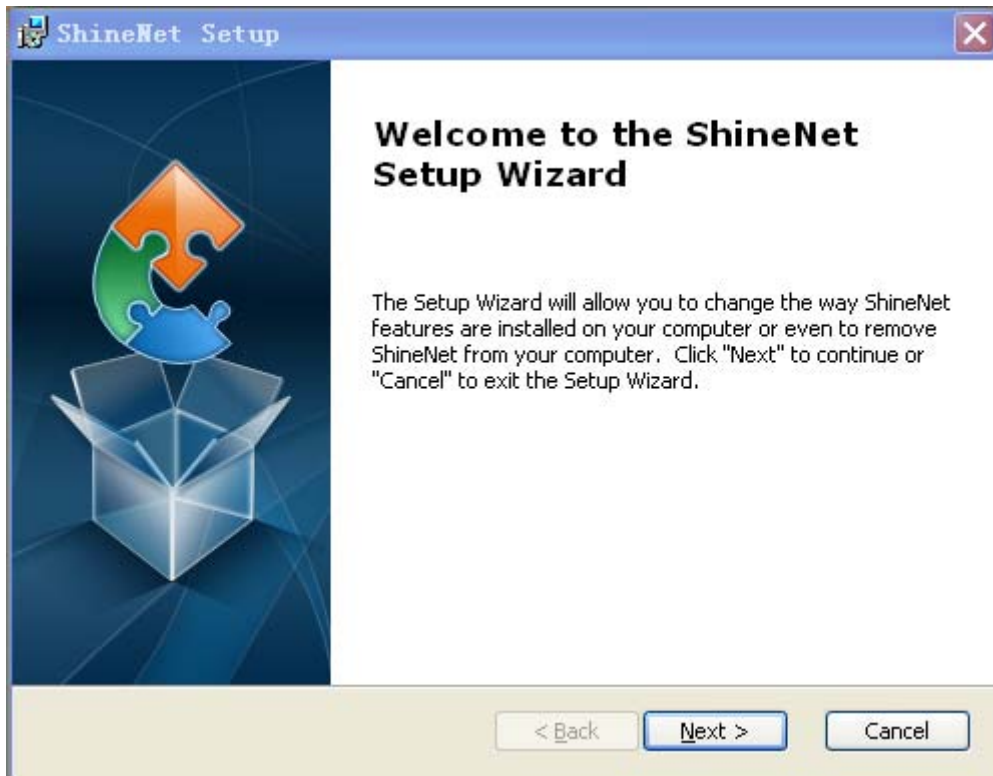 ShineNet Setup
Welcome to the ShineNet
Setup Wizard
The Setup Wizard will allow you to change the way ShineNet
features are installed on your computer or even to remove
ShineNet from your computer.  Click "Next" to continue or
"Cancel" to exit the Setup Wizard.
< Back
Next >
Cancel